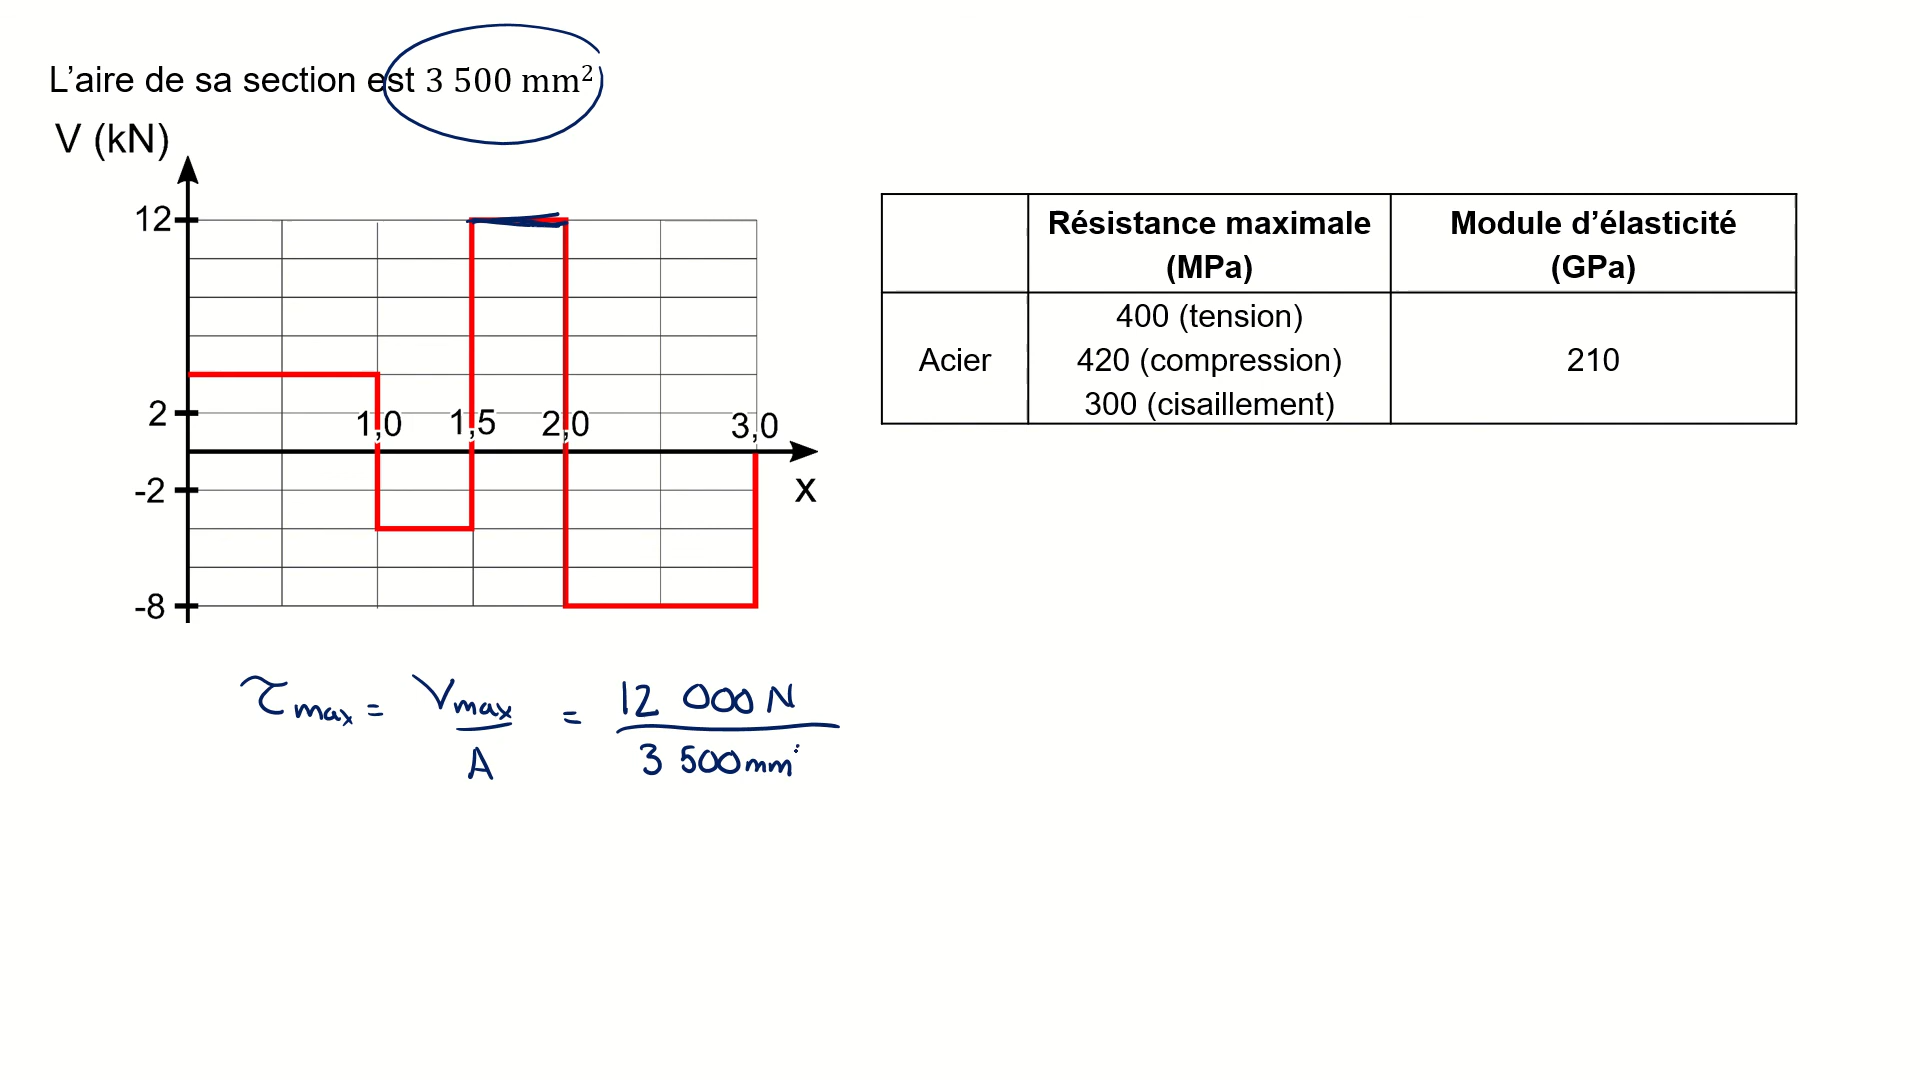 L’aire de sa section est 3 500 mm²
V (kN)
12
2
1,0 1,5 2,0 3,0
-2
x
-8
Résistance maximale (MPa)
Module d’élasticité (GPa)
Acier
400 (tension)
420 (compression)
300 (cisaillement)
210
τmax = Vmax / A = 12 000 N / 3 500 mm